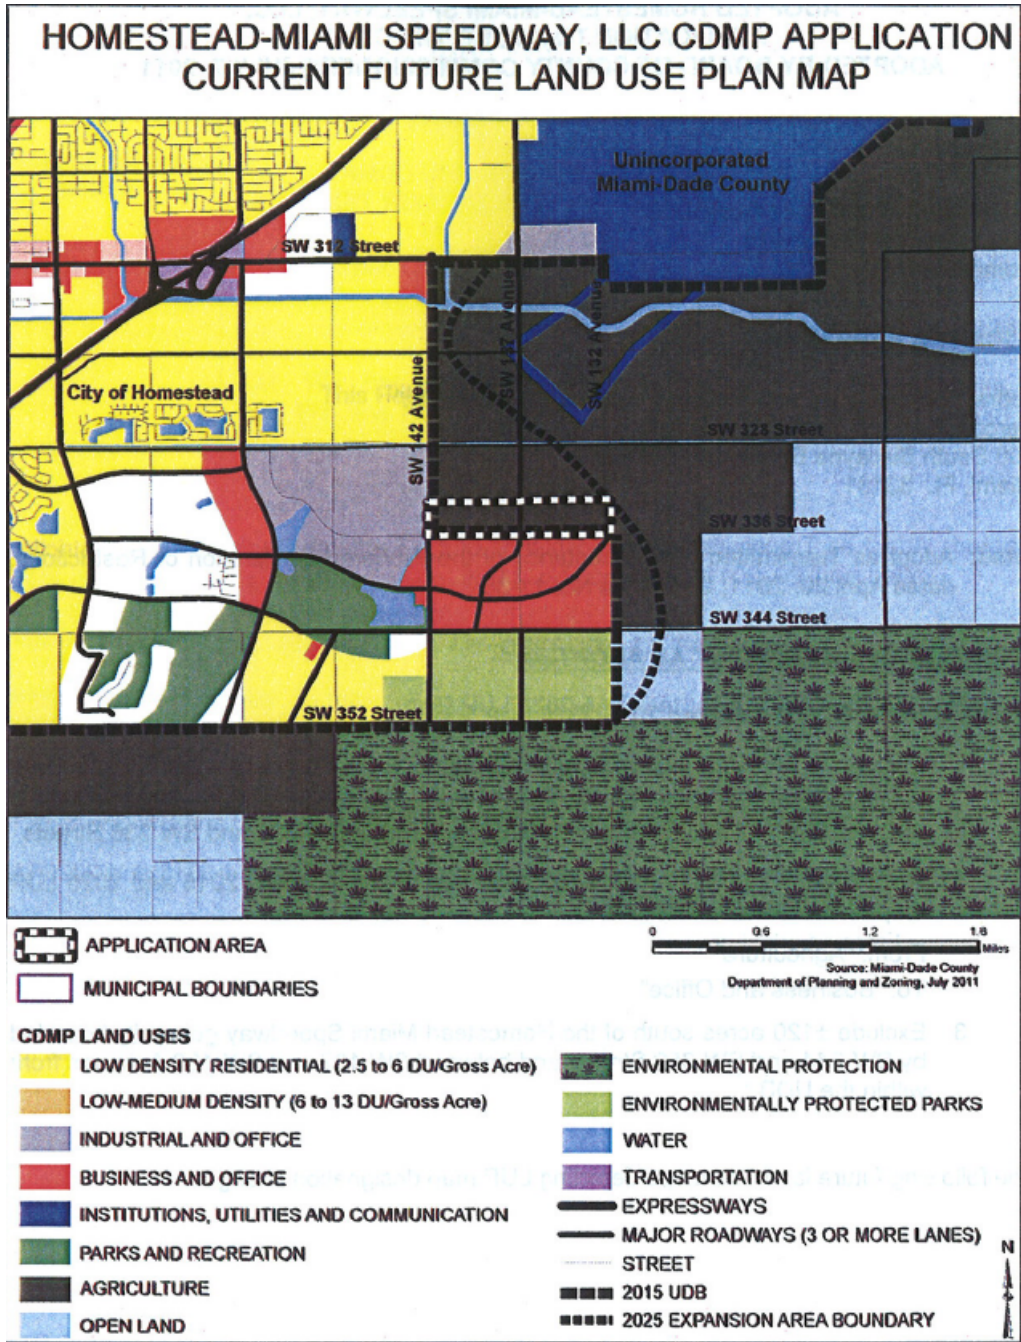 HOMESTEAD-MIAMI SPEEDWAY, LLC CDMP APPLICATION
CURRENT FUTURE LAND USE PLAN MAP
Unincorporated
Miami-Dade County
SW 312 Street
SW 137 Avenue
SW 132 Avenue
SW 142 Avenue
City of Homestead
SW 328 Street
SW 336 Street
SW 344 Street
SW 352 Street
0 0.6 1.2 1.8
Miles
Source: Miami-Dade County
Department of Planning and Zoning, July 2011
APPLICATION AREA
MUNICIPAL BOUNDARIES
CDMP LAND USES
LOW DENSITY RESIDENTIAL (2.5 to 6 DU/Gross Acre)
LOW-MEDIUM DENSITY (6 to 13 DU/Gross Acre)
INDUSTRIAL AND OFFICE
BUSINESS AND OFFICE
INSTITUTIONS, UTILITIES AND COMMUNICATION
PARKS AND RECREATION
AGRICULTURE
OPEN LAND
ENVIRONMENTAL PROTECTION
ENVIRONMENTALLY PROTECTED PARKS
WATER
TRANSPORTATION
EXPRESSWAYS
MAJOR ROADWAYS (3 OR MORE LANES)
STREET
2015 UDB
2025 EXPANSION AREA BOUNDARY
N